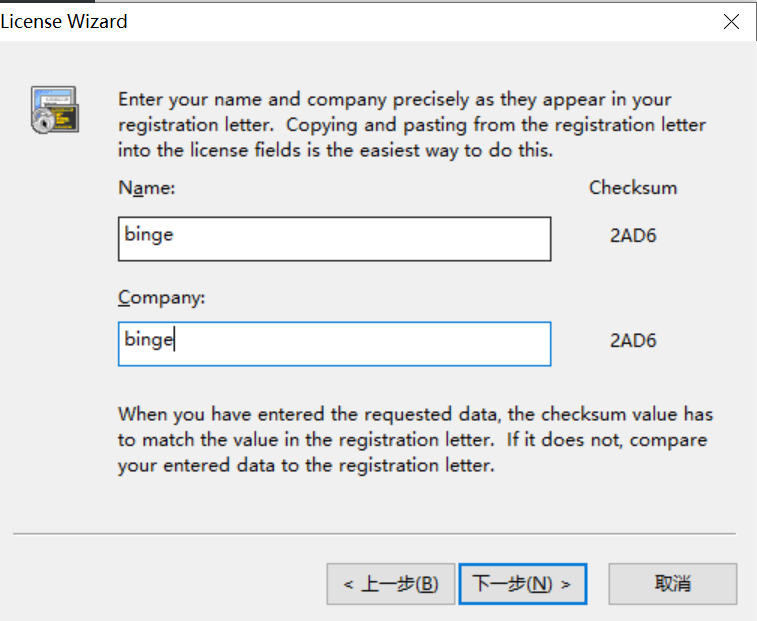 License Wizard
Enter your name and company precisely as they appear in your
registration letter.  Copying and pasting from the registration letter
into the license fields is the easiest way to do this.
Name: Checksum
binge 2AD6
Company:
binge 2AD6
When you have entered the requested data, the checksum value has
to match the value in the registration letter.  If it does not, compare
your entered data to the registration letter.
< 上一步(B) 下一步(N) > 取消